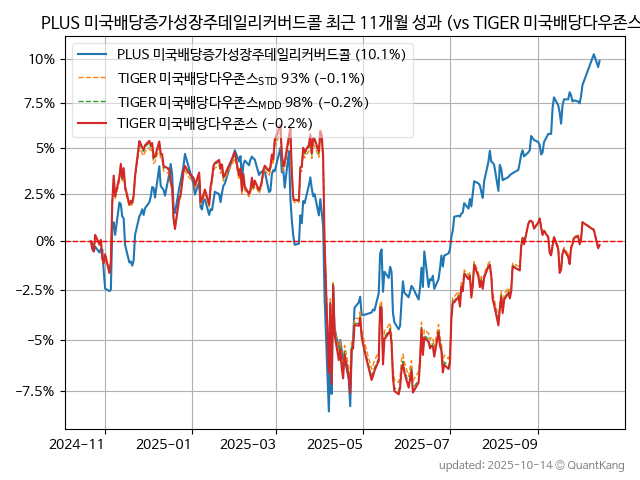 PLUS 미국배당증가성장주데일리커버드콜 최근 11개월 성과 (vs TIGER 미국배당다우존스
PLUS 미국배당증가성장주데일리커버드콜 (10.1%)
TIGER 미국배당다우존스STD 93% (−0.1%)
TIGER 미국배당다우존스MDD 98% (−0.2%)
TIGER 미국배당다우존스 (−0.2%)
10%
7.5%
5%
2.5%
0%
−2.5%
−5%
−7.5%
2024-11 2025-01 2025-03 2025-05 2025-07 2025-09
updated: 2025-10-14 © QuantKang